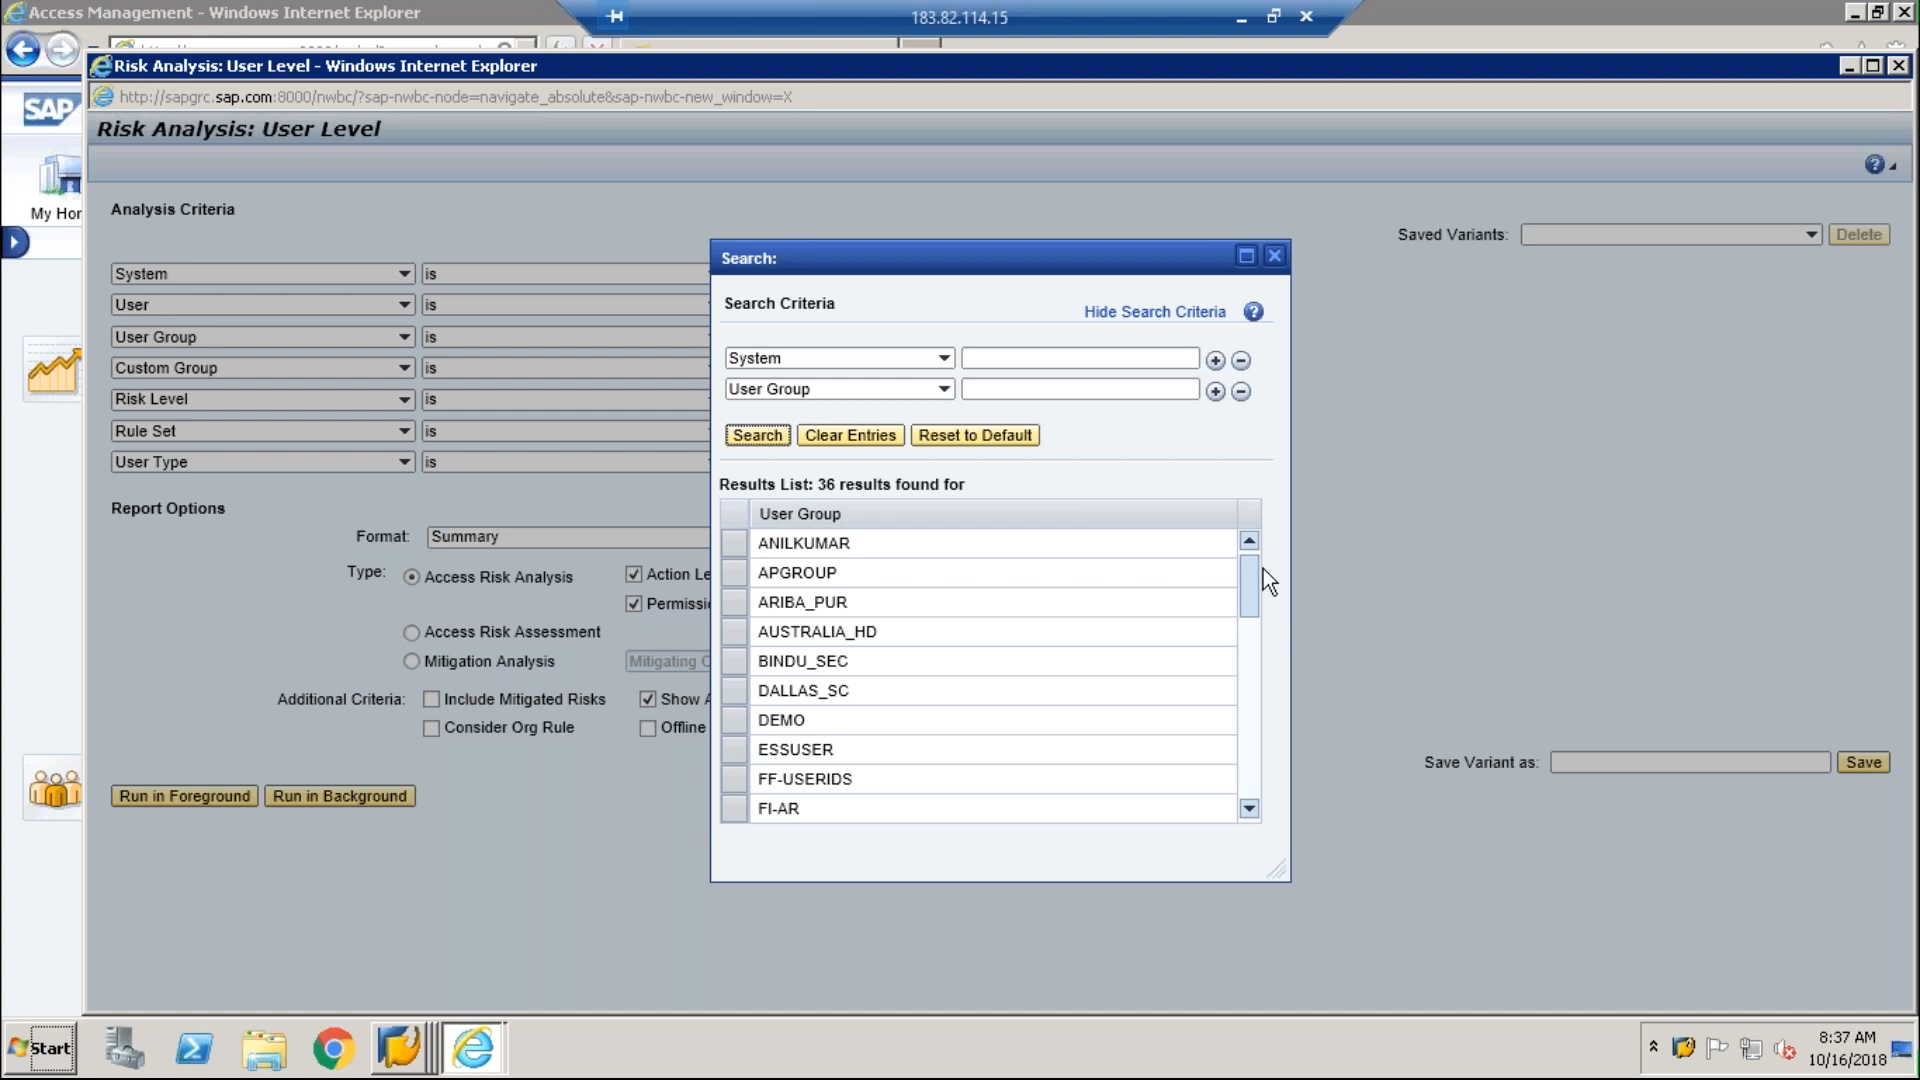 Access Management - Windows Internet Explorer
183.82.114.15
Risk Analysis: User Level - Windows Internet Explorer
http://sapgrc.sap.com:8000/nwbc/?sap-nwbc-node=navigate_absolute&sap-nwbc-new_window=X
SAP
Risk Analysis: User Level
My Hor
Analysis Criteria
Saved Variants:
Delete
System is
User is
User Group is
Custom Group is
Risk Level is
Rule Set is
User Type is
Report Options
Format: Summary
Type: Access Risk Analysis Action Le
Permissi
Access Risk Assessment
Mitigation Analysis Mitigating C
Additional Criteria: Include Mitigated Risks Show A
Consider Org Rule Offline
Run in Foreground Run in Background
Save Variant as: Save
Search:
Search Criteria
Hide Search Criteria
System
User Group
Search Clear Entries Reset to Default
Results List: 36 results found for
User Group
ANILKUMAR
APGROUP
ARIBA_PUR
AUSTRALIA_HD
BINDU_SEC
DALLAS_SC
DEMO
ESSUSER
FF-USERIDS
FI-AR
Start
8:37 AM
10/16/2018